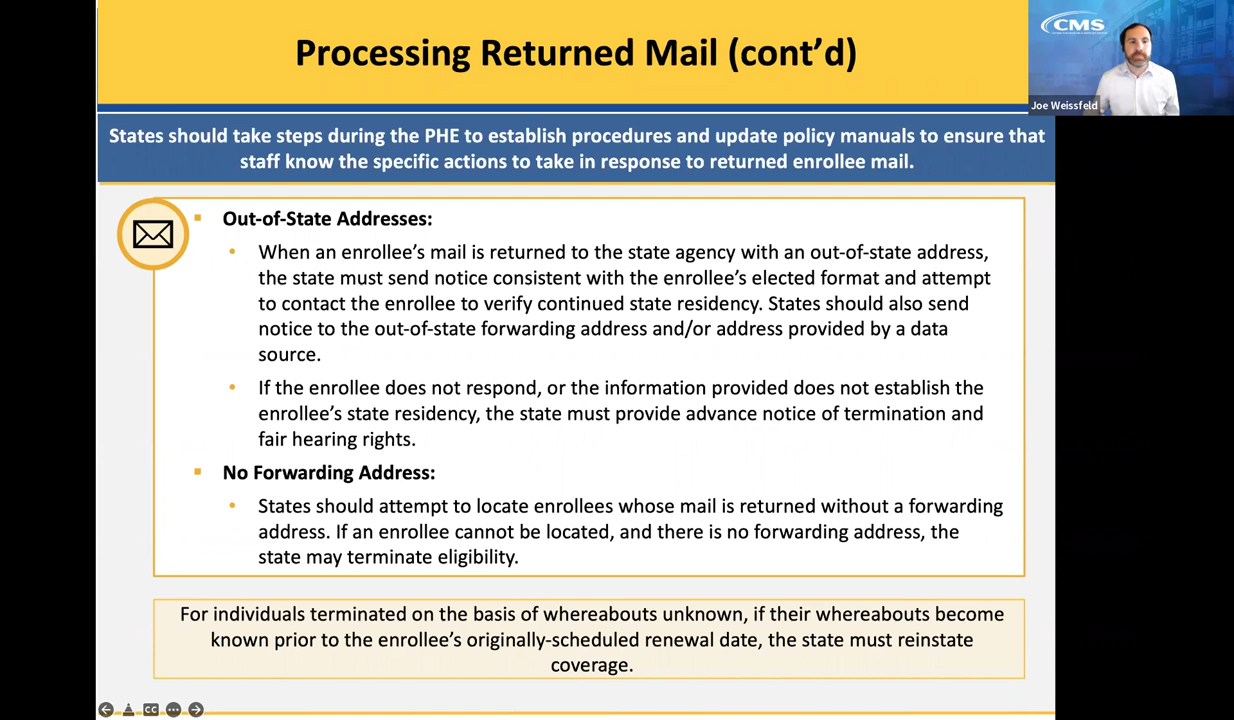 Processing Returned Mail (cont’d)
CMS
Joe Weissfeld
States should take steps during the PHE to establish procedures and update policy manuals to ensure that
staff know the specific actions to take in response to returned enrollee mail.
Out-of-State Addresses:
When an enrollee’s mail is returned to the state agency with an out-of-state address,
the state must send notice consistent with the enrollee’s elected format and attempt
to contact the enrollee to verify continued state residency. States should also send
notice to the out-of-state forwarding address and/or address provided by a data
source.
If the enrollee does not respond, or the information provided does not establish the
enrollee’s state residency, the state must provide advance notice of termination and
fair hearing rights.
No Forwarding Address:
States should attempt to locate enrollees whose mail is returned without a forwarding
address. If an enrollee cannot be located, and there is no forwarding address, the
state may terminate eligibility.
For individuals terminated on the basis of whereabouts unknown, if their whereabouts become
known prior to the enrollee’s originally-scheduled renewal date, the state must reinstate
coverage.
CC